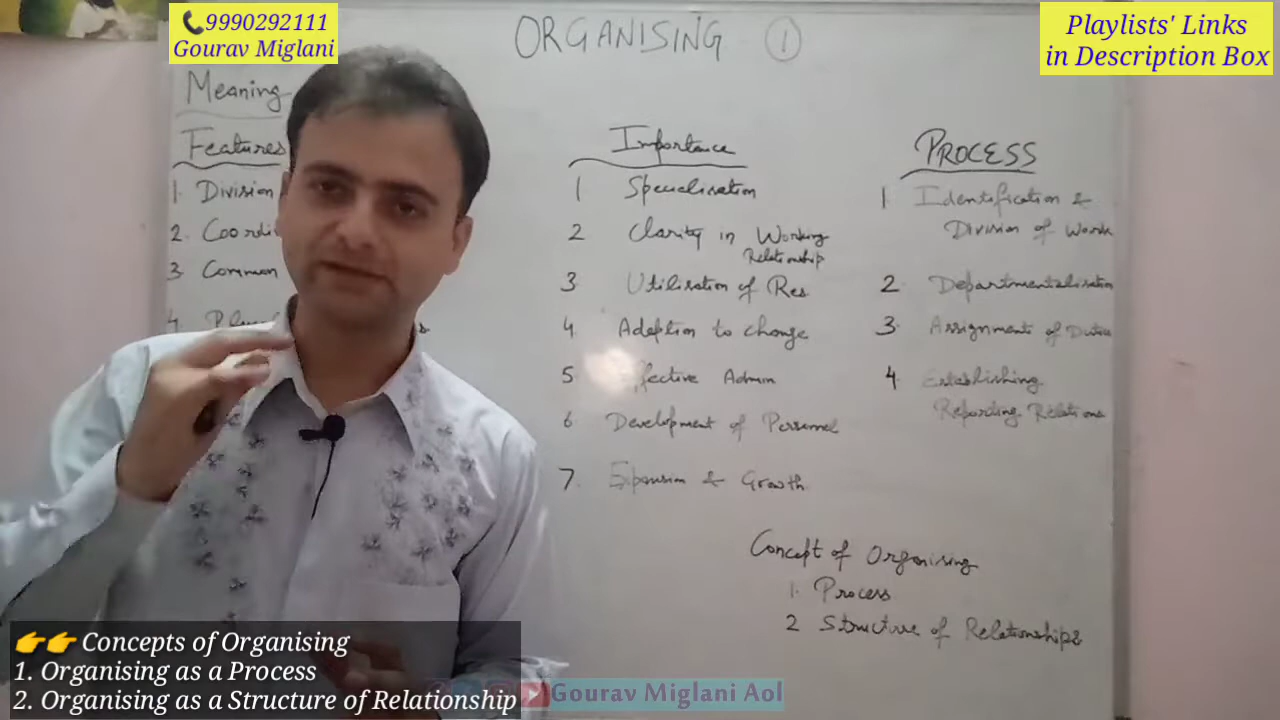 📞9990292111
Gourav Miglani
Playlists' Links
in Description Box
ORGANISING 1
Meaning
Features
1. Division
2. Coordi
3 Common
4.
Importance
1 Specialisation
2 Clarity in Working
Relationship
3 Utilisation of Res
4 Adaption to change
5 Effective Admin
6 Development of Personnel
7. Expansion & Growth
PROCESS
1 Identification &
Division of Work
2 Departmentalisation
3 Assignments of Duties
4 Establishing
Reporting Relations
Concept of Organising
1. Process
2 Structure of Relationships
👉👉 Concepts of Organising
1. Organising as a Process
2. Organising as a Structure of Relationship
Gourav Miglani Aol